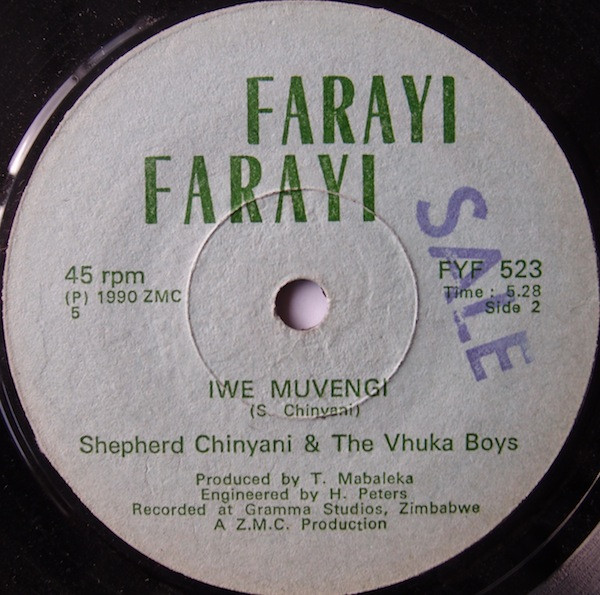 FARAYI
FARAYI
SALE
45 rpm
(P) 1990 ZMC
5
FYF 523
Time : 5.28
Side 2
IWE MUVENGI
(S. Chinyani)
Shepherd Chinyani & The Vhuka Boys
Produced by T. Mabaleka
Engineered by H. Peters
Recorded at Gramma Studios, Zimbabwe
A Z.M.C. Production